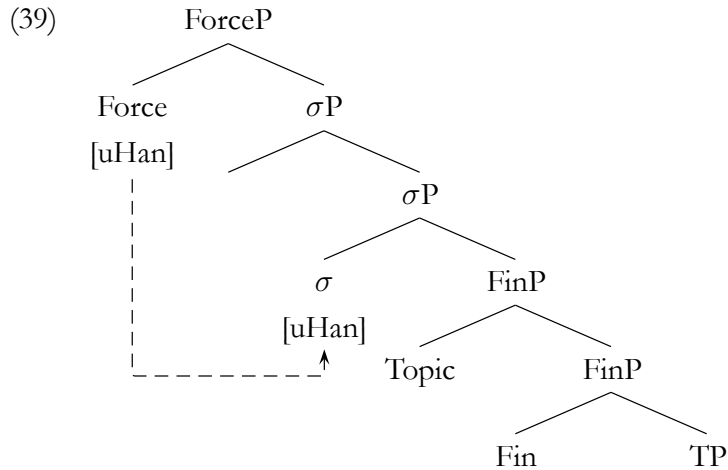 (39) ForceP
Force σP
[uHan]
σP
σ FinP
[uHan]
Topic FinP
Fin TP